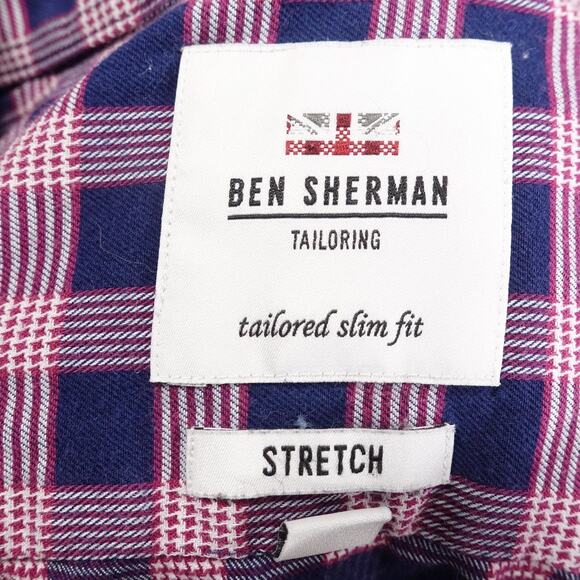 BEN SHERMAN
TAILORING
tailored slim fit
STRETCH